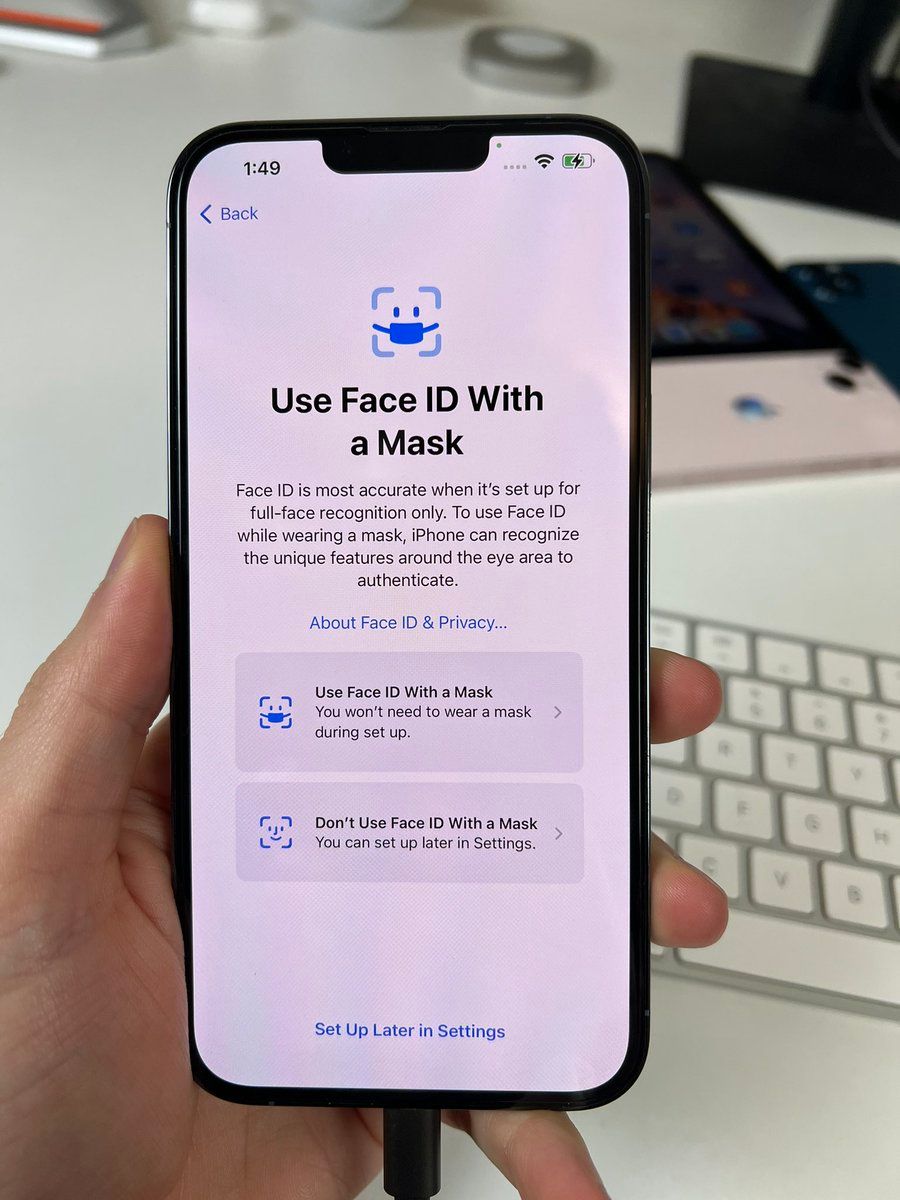 1:49
Back
Use Face ID With
a Mask
Face ID is most accurate when it’s set up for
full-face recognition only. To use Face ID
while wearing a mask, iPhone can recognize
the unique features around the eye area to
authenticate.
About Face ID & Privacy...
Use Face ID With a Mask
You won’t need to wear a mask
during set up.
Don’t Use Face ID With a Mask
You can set up later in Settings.
Set Up Later in Settings
R
T
Y
D
F
G
H
C
V
B